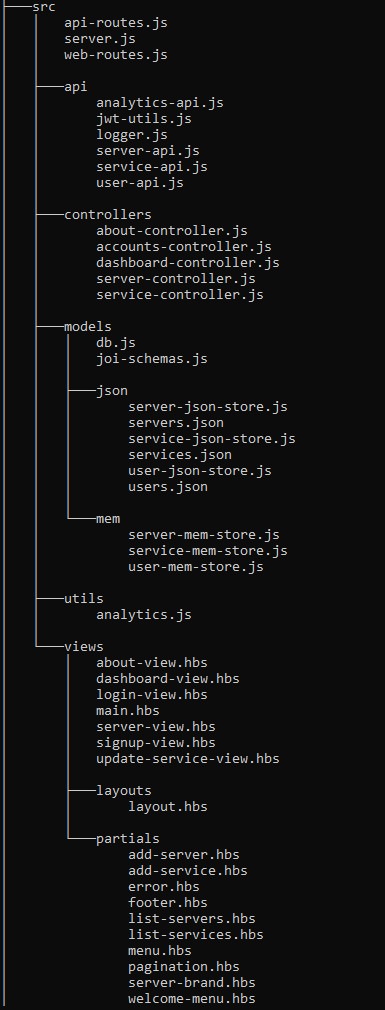 src
api-routes.js
server.js
web-routes.js
api
analytics-api.js
jwt-utils.js
logger.js
server-api.js
service-api.js
user-api.js
controllers
about-controller.js
accounts-controller.js
dashboard-controller.js
server-controller.js
service-controller.js
models
db.js
joi-schemas.js
json
server-json-store.js
servers.json
service-json-store.js
services.json
user-json-store.js
users.json
mem
server-mem-store.js
service-mem-store.js
user-mem-store.js
utils
analytics.js
views
about-view.hbs
dashboard-view.hbs
login-view.hbs
main.hbs
server-view.hbs
signup-view.hbs
update-service-view.hbs
layouts
layout.hbs
partials
add-server.hbs
add-service.hbs
error.hbs
footer.hbs
list-servers.hbs
list-services.hbs
menu.hbs
pagination.hbs
server-brand.hbs
welcome-menu.hbs